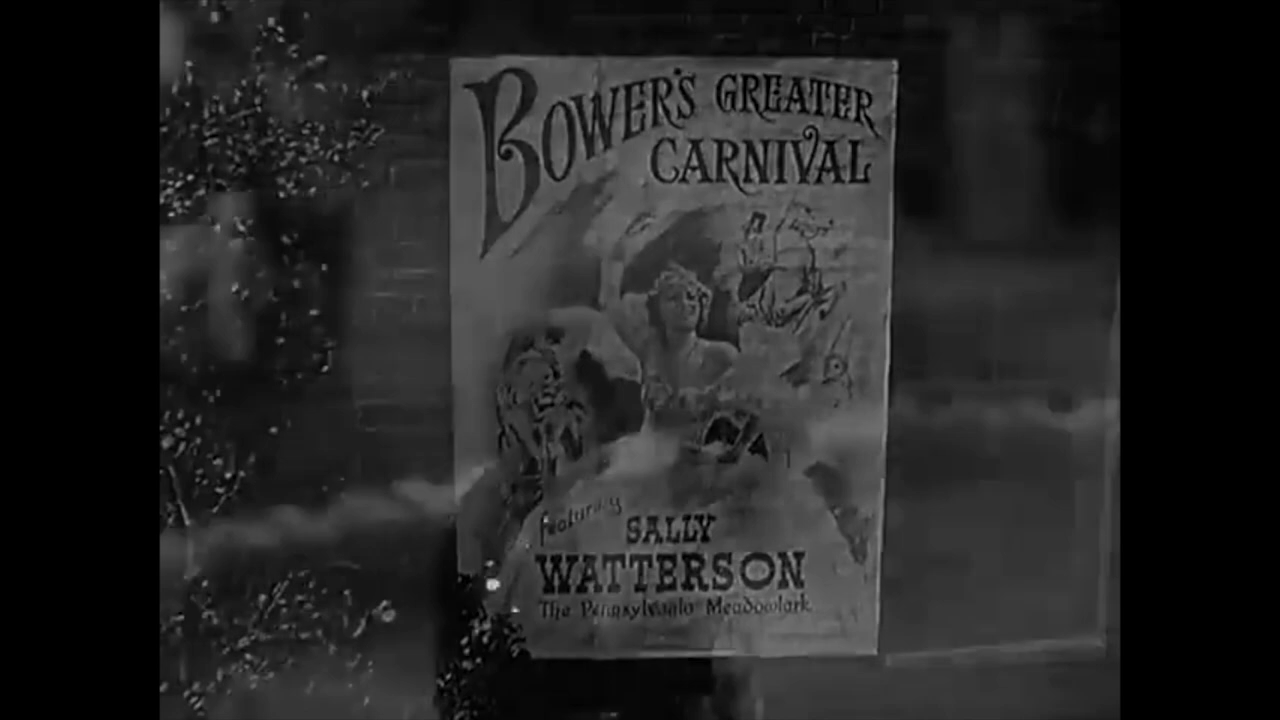 BOWER'S GREATER
CARNIVAL
featuring
SALLY
WATTERSON
The Pennsylvania Meadowlark